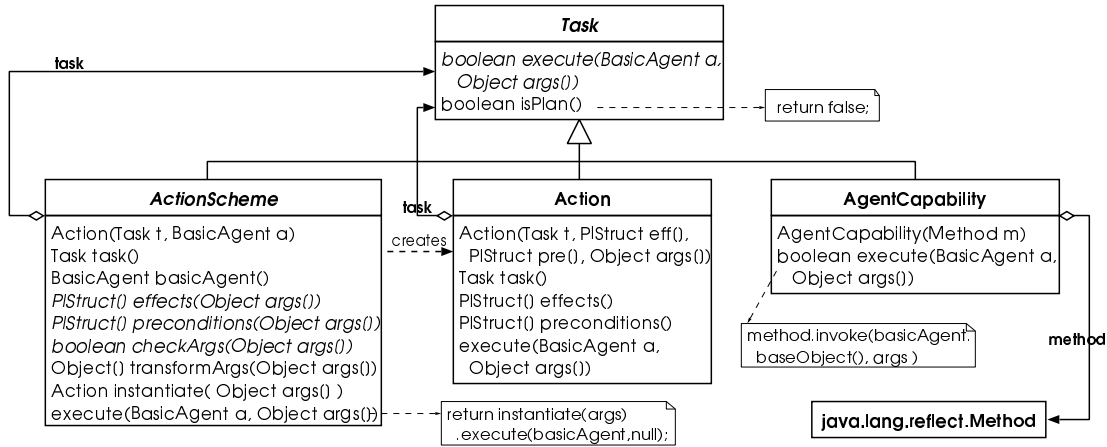 Task
boolean execute(BasicAgent a,
Object args[])
boolean isPlan()
return false;
task
task
ActionScheme
Action(Task t, BasicAgent a)
Task task()
BasicAgent basicAgent()
PlStruct[] effects(Object args[])
PlStruct[] preconditions(Object args[])
boolean checkArgs(Object args[])
Object[] transformArgs(Object args[])
Action instantiate( Object args[] )
execute(BasicAgent a, Object args[])
return instantiate(args)
.execute(basicAgent,null);
creates
Action
Action(Task t, PlStruct eff[],
PlStruct pre[], Object args[])
Task task()
PlStruct[] effects()
PlStruct[] preconditions()
execute(BasicAgent a,
Object args[])
AgentCapability
AgentCapability(Method m)
boolean execute(BasicAgent a,
Object args[])
method.invoke(basicAgent.
baseObject(), args )
method
java.lang.reflect.Method